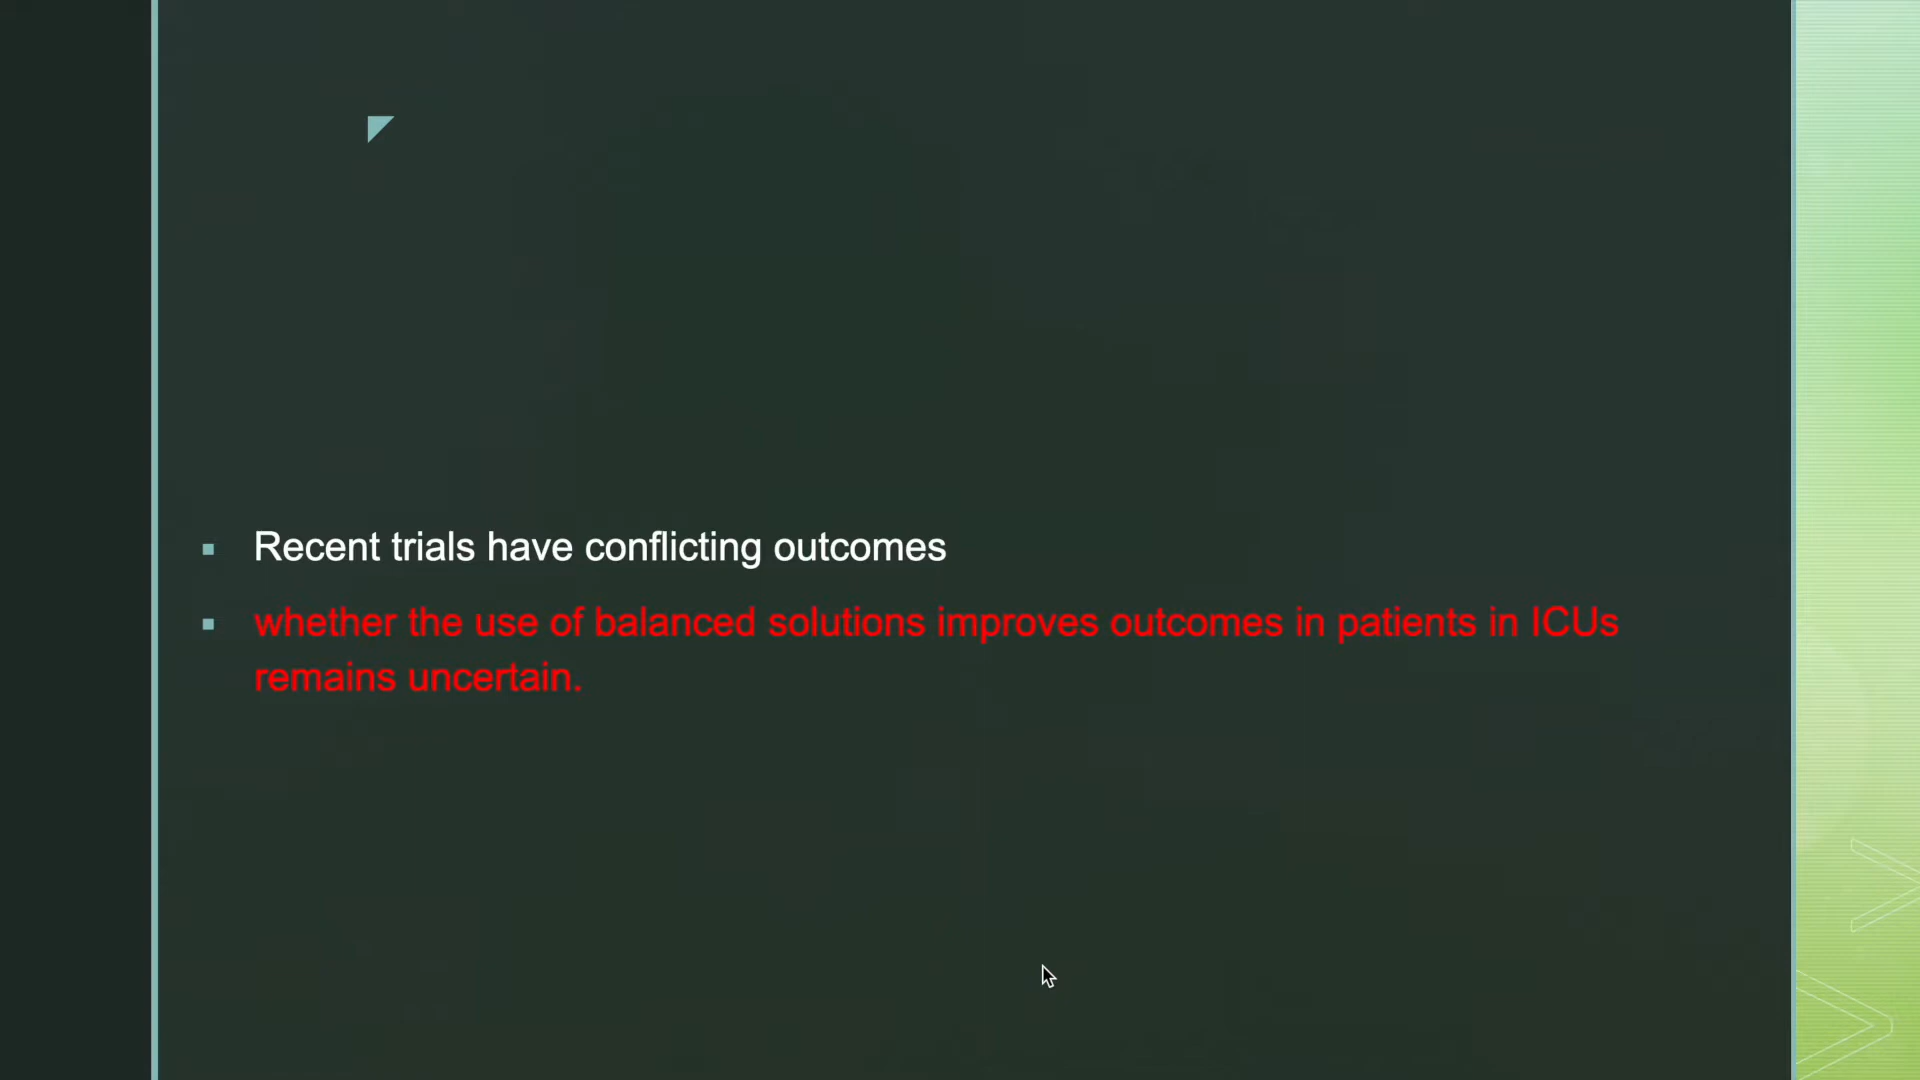 Recent trials have conflicting outcomes
whether the use of balanced solutions improves outcomes in patients in ICUs
remains uncertain.